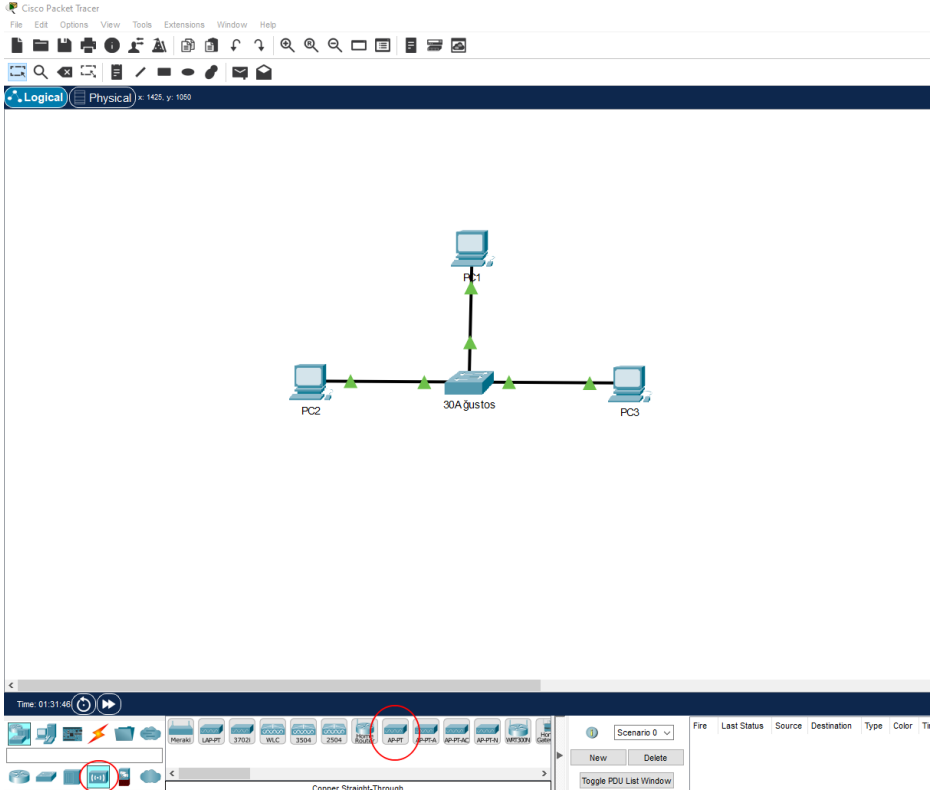 Cisco Packet Tracer
File Edit Options View Tools Extensions Window Help
Logical Physical x: 1425, y: 1050
PC1
PC2
30Ağustos
PC3
Time: 01:31:46
Meraki LAP-PT 3702i WLC 3504 2504 Home Router AP-PT AP-PT-A AP-PT-AC AP-PT-N WRT300N
Scenario 0
Fire Last Status Source Destination Type Color
New Delete
Toggle PDU List Window
Copper Straight-Through